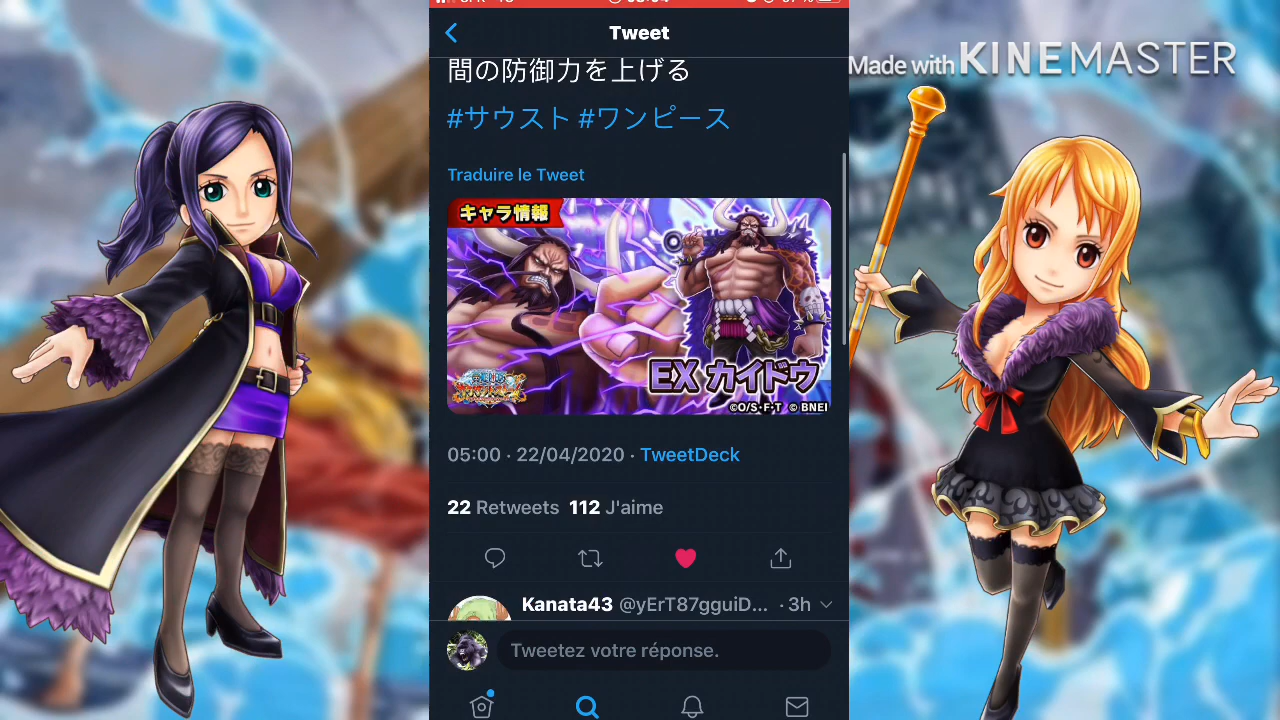 Tweet
Made with KINEMASTER
間の防御力を上げる
#サウスト #ワンピース
Traduire le Tweet
キャラ情報
EX カイドウ
©O/S・F・T © BNEI
05:00 · 22/04/2020 · TweetDeck
22 Retweets 112 J'aime
Kanata43 @yErT87gguiD... · 3h
Tweetez votre réponse.